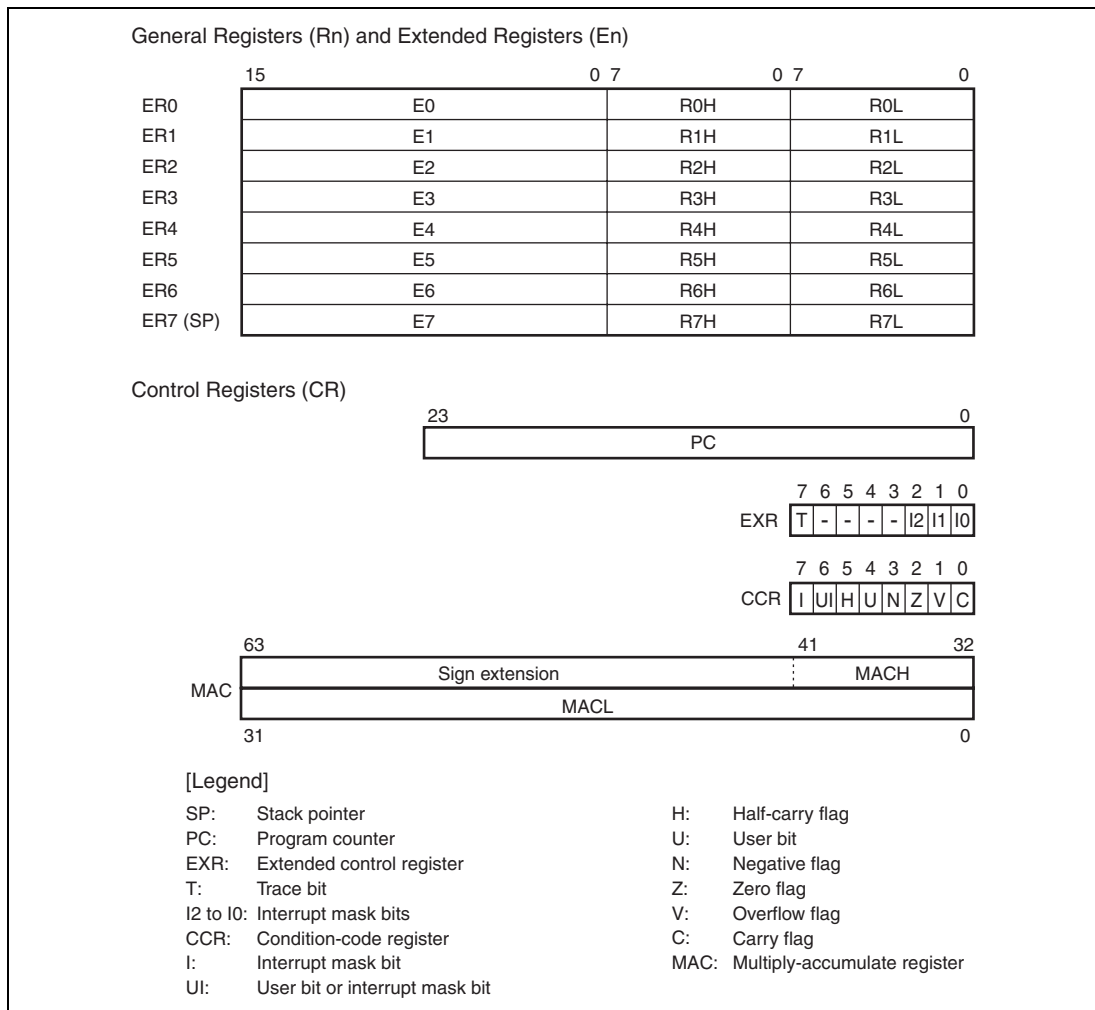 General Registers (Rn) and Extended Registers (En)
15 0 7 0 7 0
ER0 E0 R0H R0L
ER1 E1 R1H R1L
ER2 E2 R2H R2L
ER3 E3 R3H R3L
ER4 E4 R4H R4L
ER5 E5 R5H R5L
ER6 E6 R6H R6L
ER7 (SP) E7 R7H R7L
Control Registers (CR)
23 0
PC
7 6 5 4 3 2 1 0
EXR T - - - - I2 I1 I0
7 6 5 4 3 2 1 0
CCR I UI H U N Z V C
63 41 32
Sign extension MACH
MAC
MACL
31 0
[Legend]
SP: Stack pointer
PC: Program counter
EXR: Extended control register
T: Trace bit
I2 to I0: Interrupt mask bits
CCR: Condition-code register
I: Interrupt mask bit
UI: User bit or interrupt mask bit
H: Half-carry flag
U: User bit
N: Negative flag
Z: Zero flag
V: Overflow flag
C: Carry flag
MAC: Multiply-accumulate register